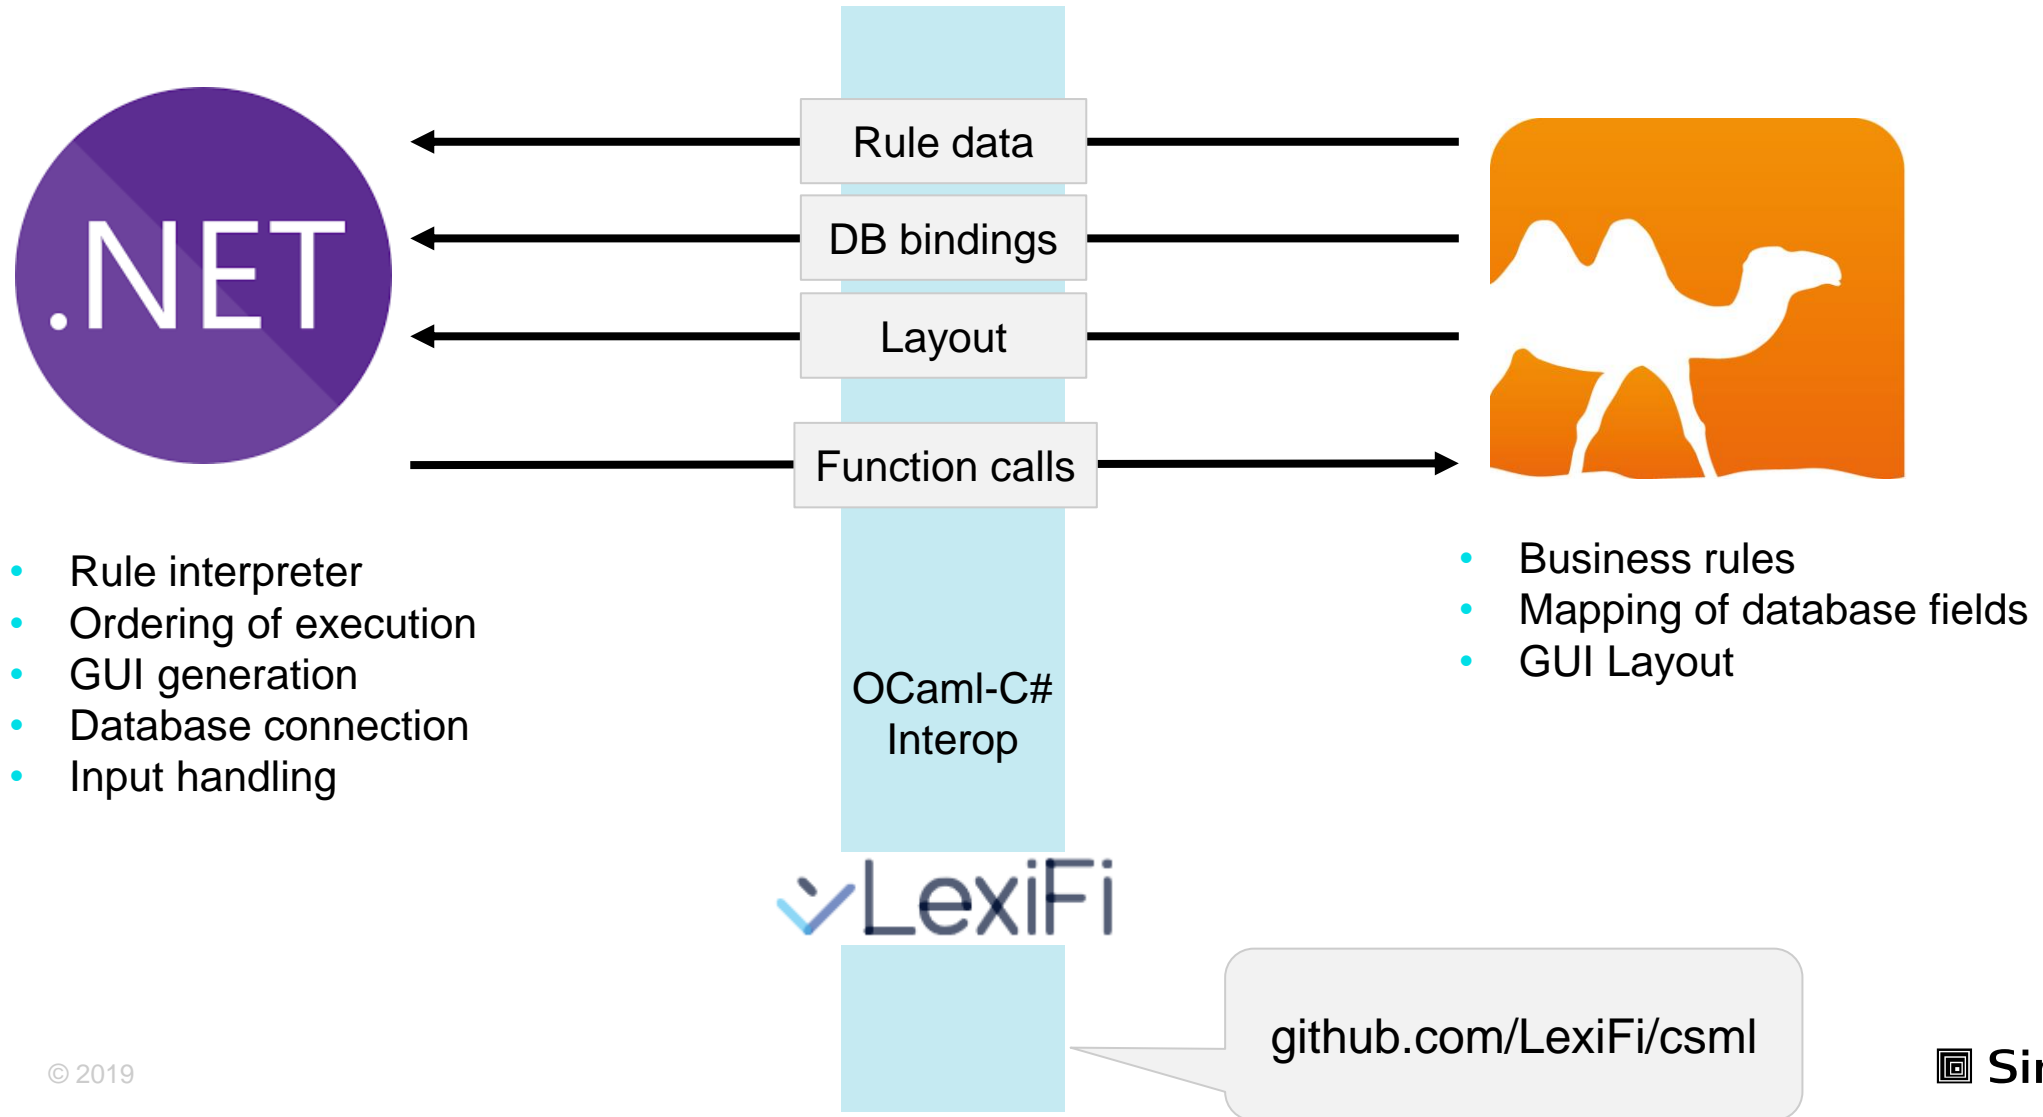 .NET
Rule data
DB bindings
Layout
Function calls
• Rule interpreter
• Ordering of execution
• GUI generation
• Database connection
• Input handling
• Business rules
• Mapping of database fields
• GUI Layout
OCaml-C#
Interop
LexiFi
github.com/LexiFi/csml
© 2019